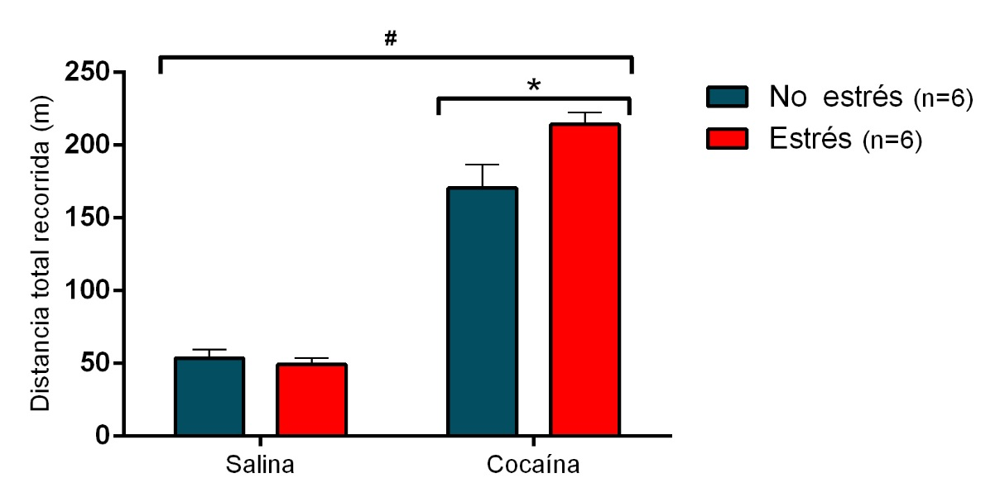 #
*
Distancia total recorrida (m)
250
200
150
100
50
0
Salina
Cocaína
No estrés (n=6)
Estrés (n=6)